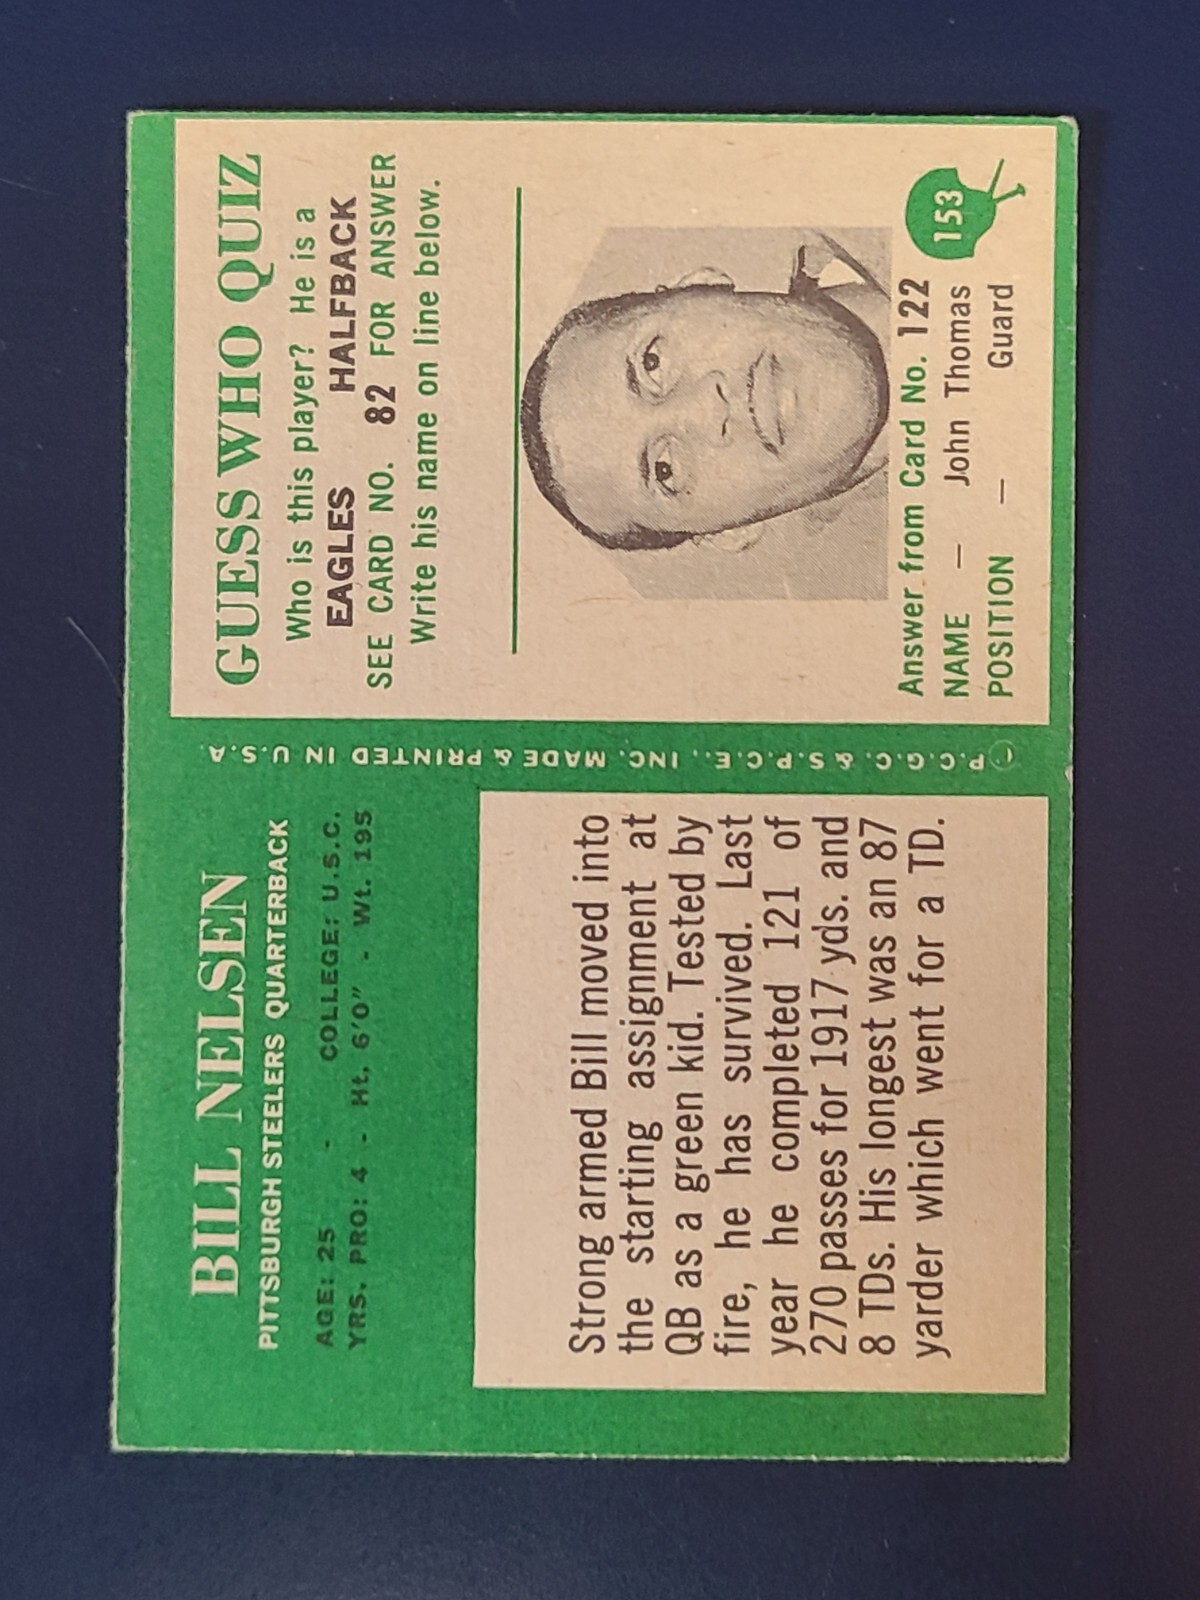 BILL NELSEN
PITTSBURGH STEELERS QUARTERBACK
AGE: 25 - COLLEGE: U.S.C.
YRS. PRO: 4 - Ht. 6'0" - Wt. 195
Strong armed Bill moved into
the starting assignment at
QB as a green kid. Tested by
fire, he has survived. Last
year he completed 121 of
270 passes for 1917 yds. and
8 TDs. His longest was an 87
yarder which went for a TD.
© P.C.G.C. & S.P.C.E., INC. MADE & PRINTED IN U.S.A.
GUESS WHO QUIZ
Who is this player? He is a
EAGLES HALFBACK
SEE CARD NO. 82 FOR ANSWER
Write his name on line below.
Answer from Card No. 122
NAME — John Thomas
POSITION — Guard
153